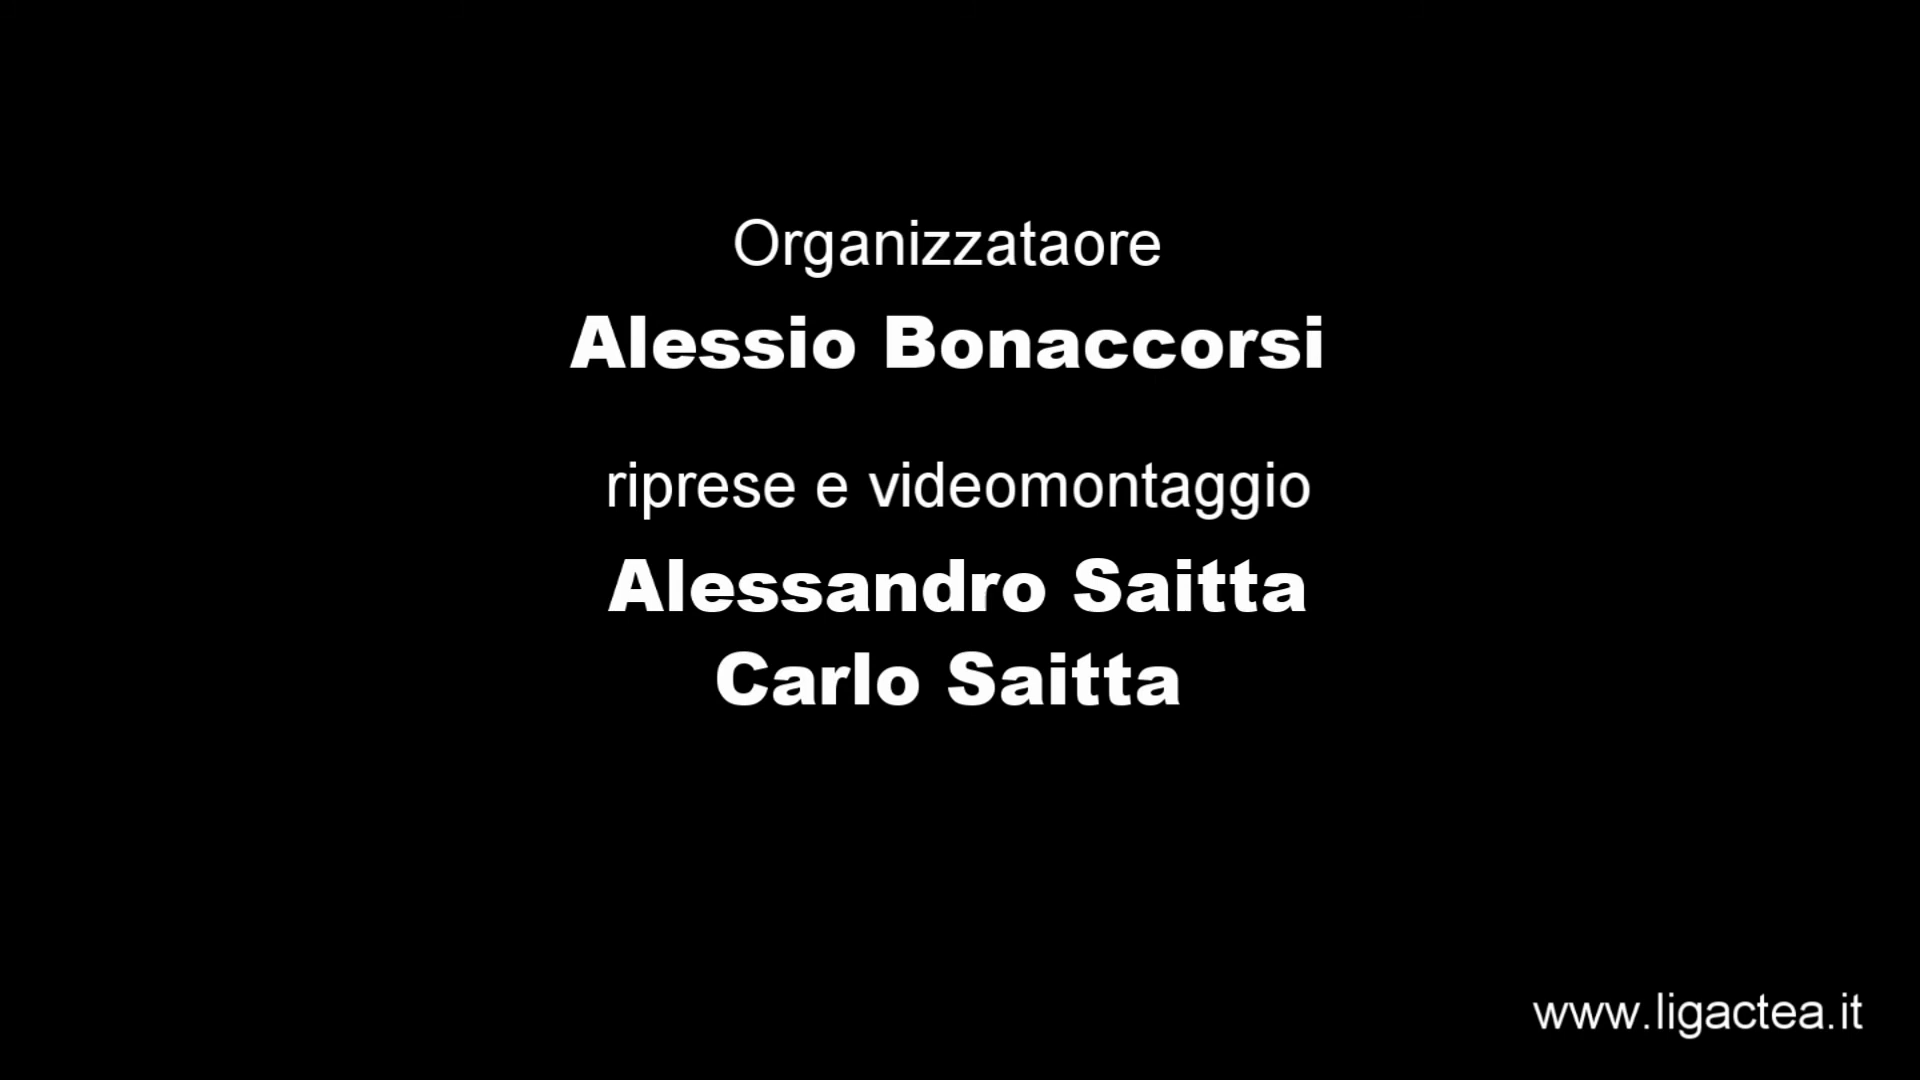 Organizzataore
Alessio Bonaccorsi
riprese e videomontaggio
Alessandro Saitta
Carlo Saitta
www.ligactea.it